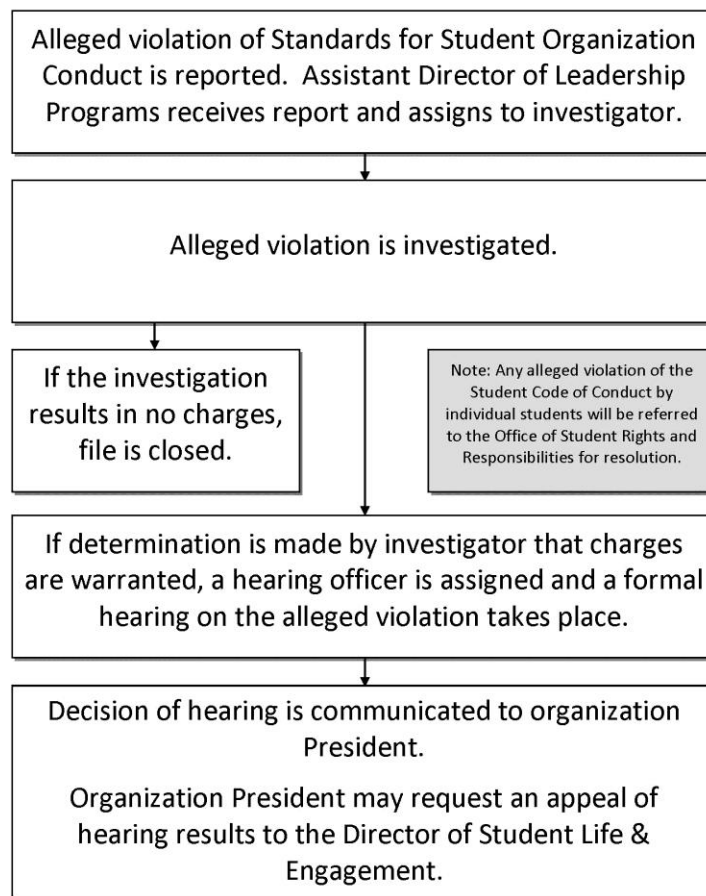 Alleged violation of Standards for Student Organization
Conduct is reported.  Assistant Director of Leadership
Programs receives report and assigns to investigator.
Alleged violation is investigated.
If the investigation
results in no charges,
file is closed.
Note: Any alleged violation of the
Student Code of Conduct by
individual students will be referred
to the Office of Student Rights and
Responsibilities for resolution.
If determination is made by investigator that charges
are warranted, a hearing officer is assigned and a formal
hearing on the alleged violation takes place.
Decision of hearing is communicated to organization
President.
Organization President may request an appeal of
hearing results to the Director of Student Life &
Engagement.